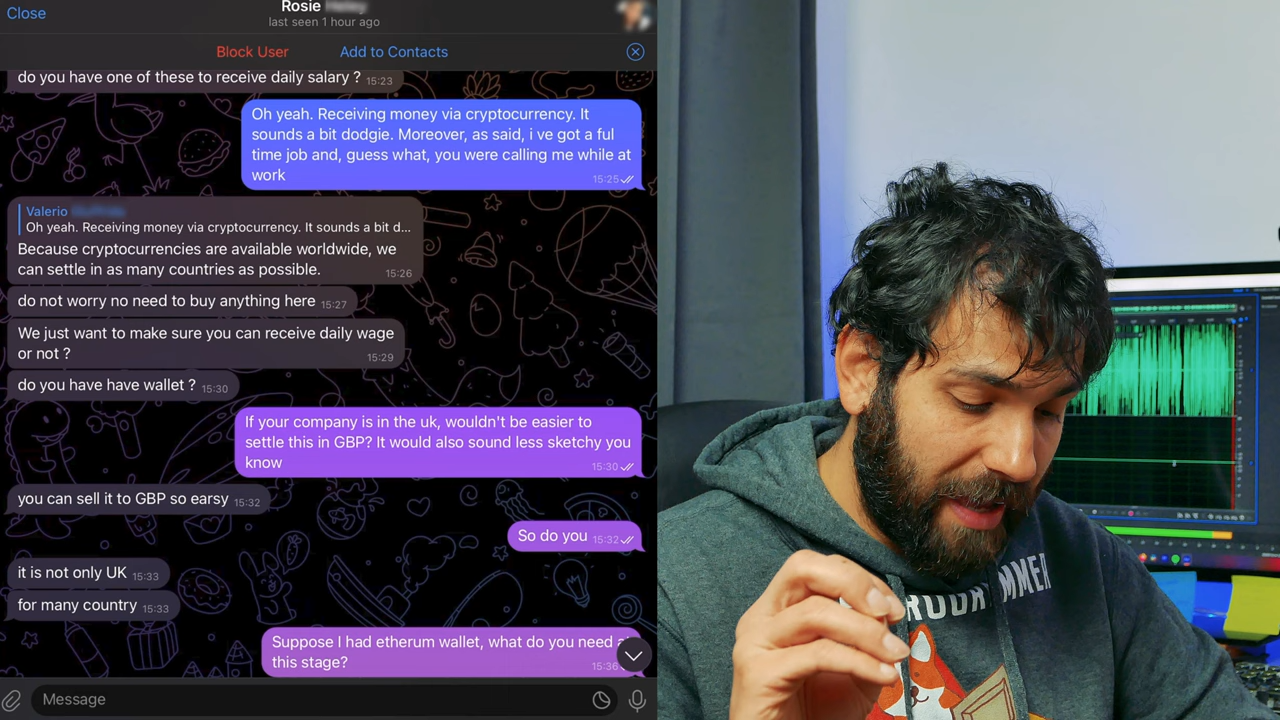 Close
Rosie
last seen 1 hour ago
Block User
Add to Contacts
do you have one of these to receive daily salary ? 15:23
Oh yeah. Receiving money via cryptocurrency. It
sounds a bit dodgie. Moreover, as said, i ve got a ful
time job and, guess what, you were calling me while at
work 15:25
Valerio
Oh yeah. Receiving money via cryptocurrency. It sounds a bit d...
Because cryptocurrencies are available worldwide, we
can settle in as many countries as possible. 15:26
do not worry no need to buy anything here 15:27
We just want to make sure you can receive daily wage
or not ? 15:29
do you have have wallet ? 15:30
If your company is in the uk, wouldn't be easier to
settle this in GBP? It would also sound less sketchy you
know 15:30
you can sell it to GBP so earsy 15:32
So do you 15:32
it is not only UK 15:33
for many country 15:33
Suppose I had etherum wallet, what do you need
this stage? 15:36
Message